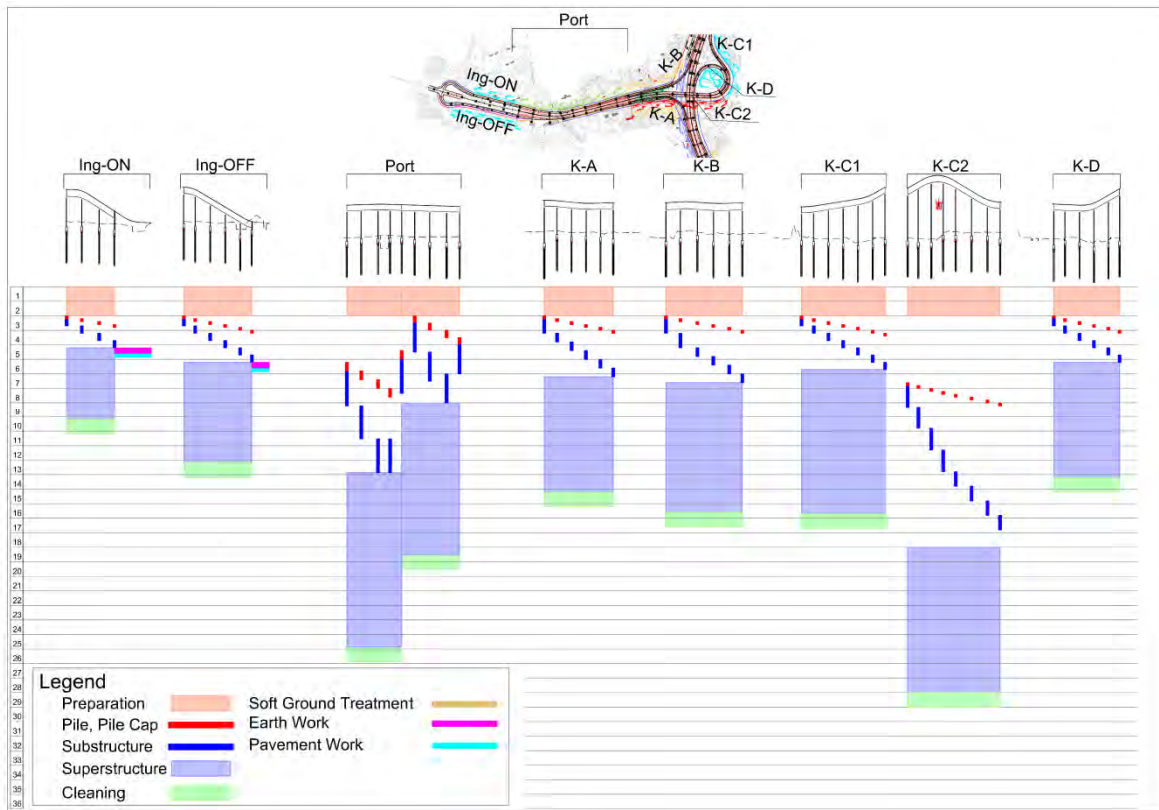 Port
K-C1
K-B
Ing-ON
K-D
Ing-OFF
K-A
K-C2
Ing-ON Ing-OFF Port K-A K-B K-C1 K-C2 K-D
1
2
3
4
5
6
7
8
9
10
11
12
13
14
15
16
17
18
19
20
21
22
23
24
25
26
27
28
29
30
31
32
33
34
35
36
Legend
Preparation Soft Ground Treatment
Pile, Pile Cap Earth Work
Substructure Pavement Work
Superstructure
Cleaning